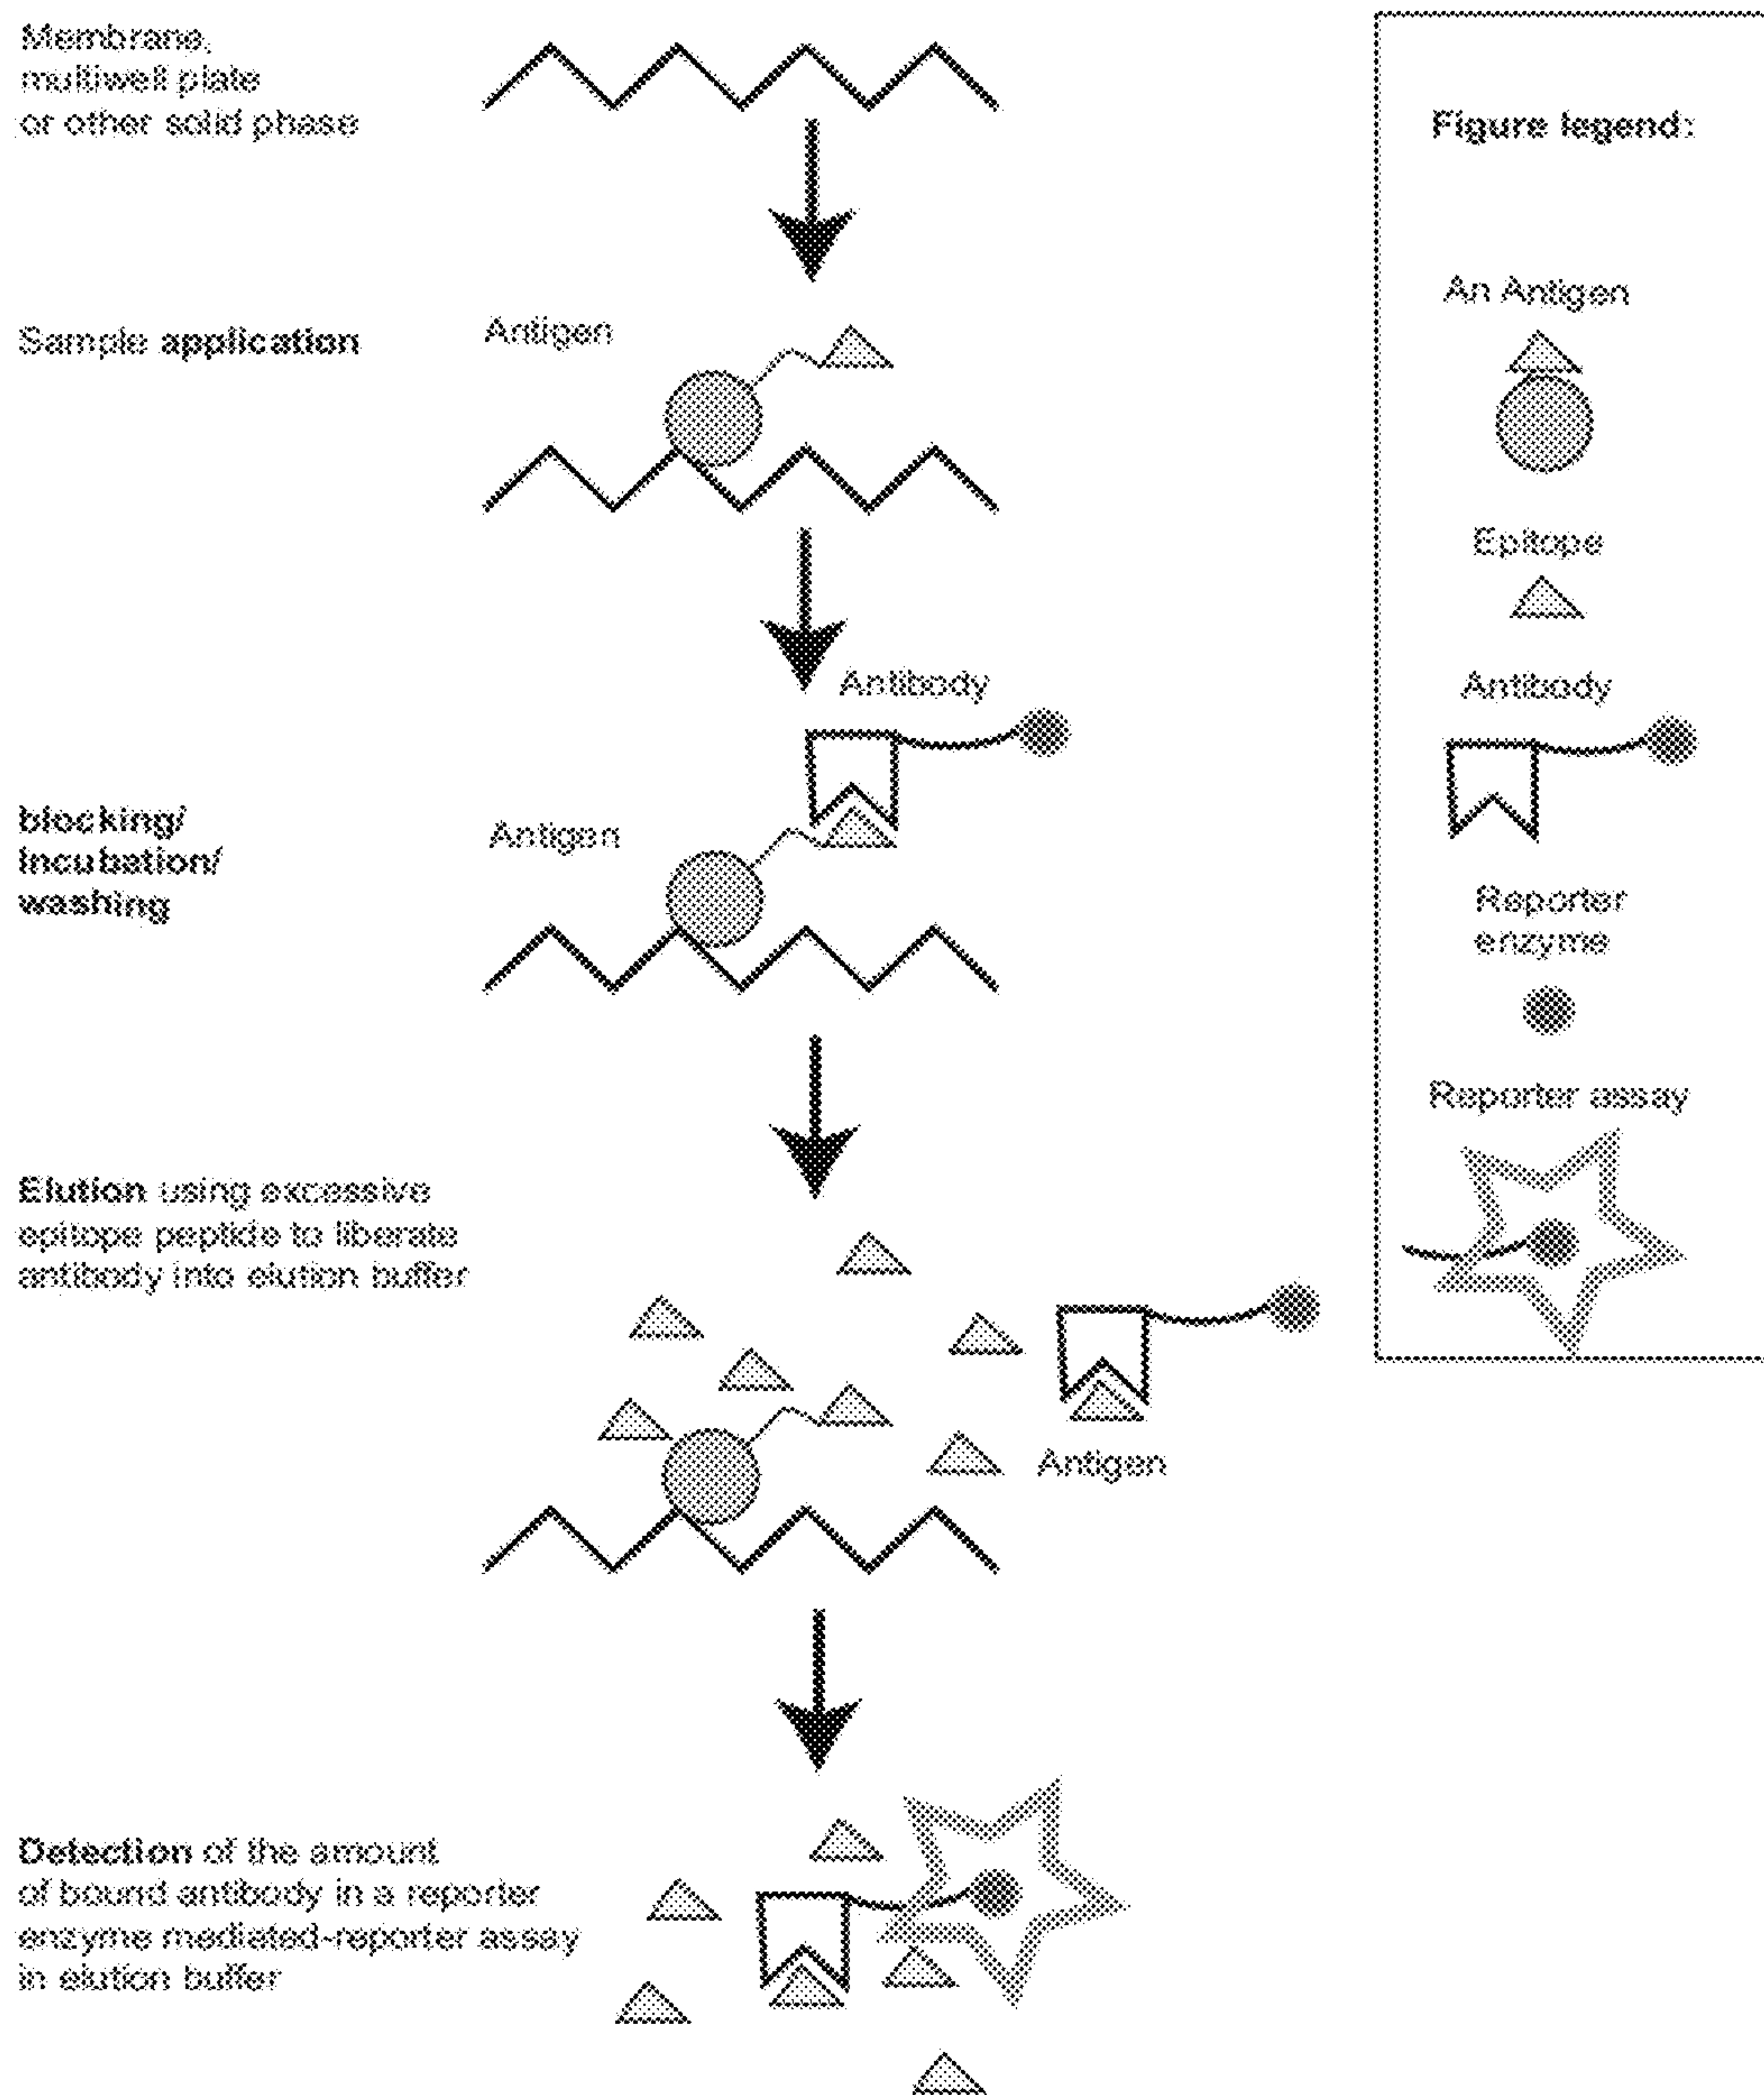 Membrane,
multiwell plate
or other solid phase
Sample application
Antigen
Antibody
blocking/
incubation/
washing
Antigen
Elution using excessive
epitope peptide to liberate
antibody into elution buffer
Antigen
Detection of the amount
of bound antibody in a reporter
enzyme mediated-reporter assay
in elution buffer
Figure legend:
An Antigen
Epitope
Antibody
Reporter
enzyme
Reporter assay